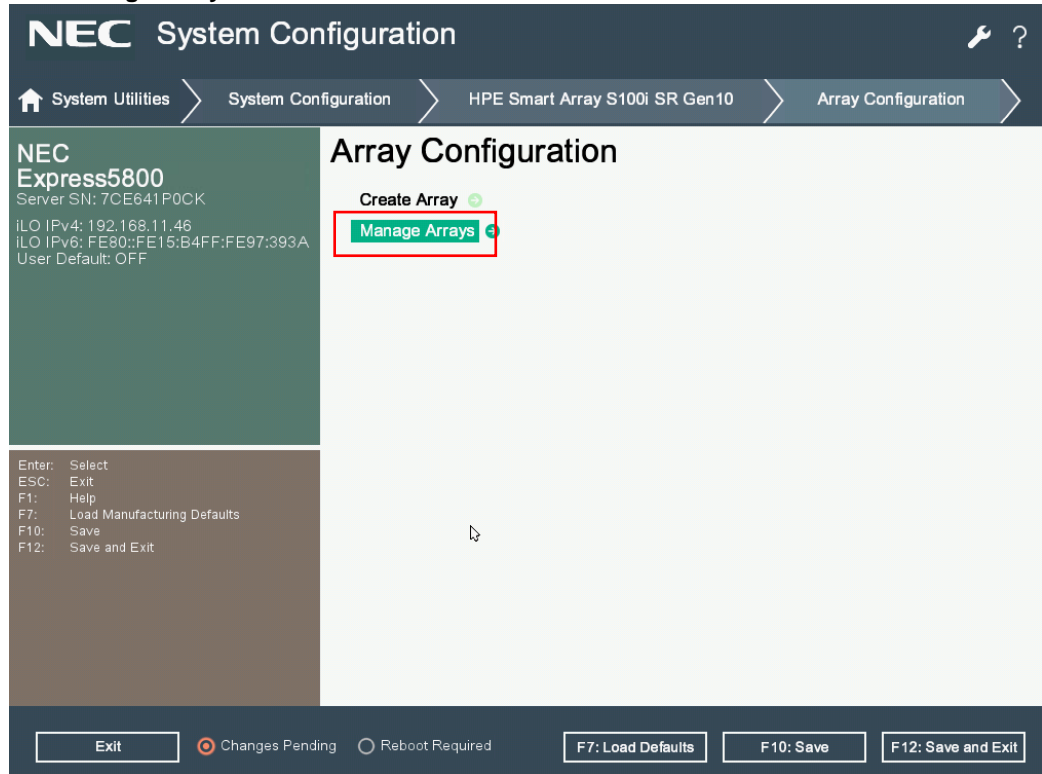 NEC System Configuration ?
System Utilities System Configuration HPE Smart Array S100i SR Gen10 Array Configuration
NEC
Express5800
Server SN: 7CE641P0CK
iLO IPv4: 192.168.11.46
iLO IPv6: FE80::FE15:B4FF:FE97:393A
User Default: OFF
Array Configuration
Create Array
Manage Arrays
Enter: Select
ESC: Exit
F1: Help
F7: Load Manufacturing Defaults
F10: Save
F12: Save and Exit
Exit Changes Pending Reboot Required F7: Load Defaults F10: Save F12: Save and Exit